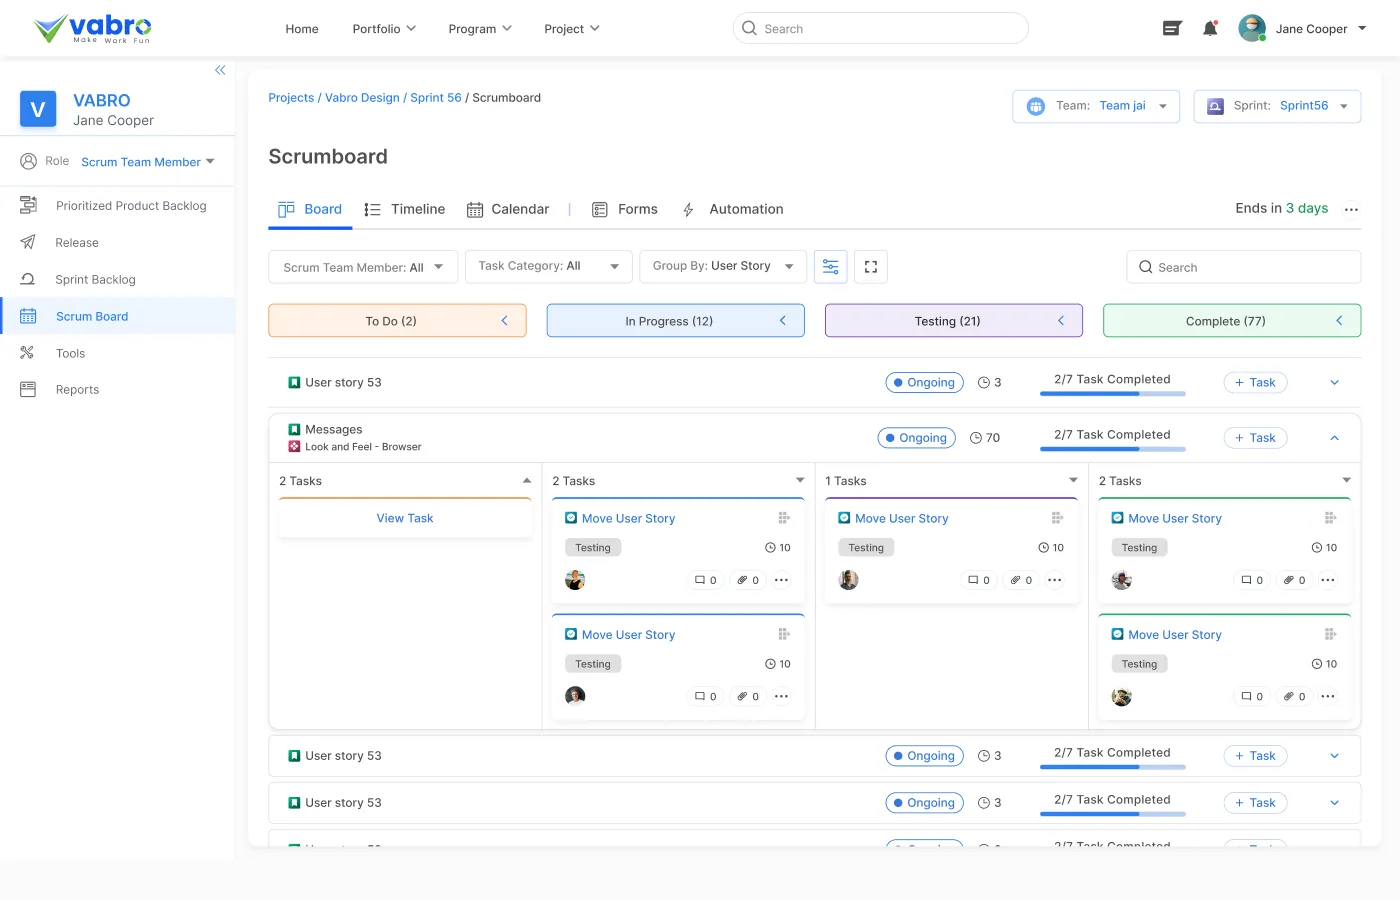 vabro
Make Work Fun
Home
Portfolio
Program
Project
Search
Jane Cooper
V
VABRO
Jane Cooper
Role
Scrum Team Member
Prioritized Product Backlog
Release
Sprint Backlog
Scrum Board
Tools
Reports
Projects / Vabro Design / Sprint 56 / Scrumboard
Team: Team jai
Sprint: Sprint56
Scrumboard
Board
Timeline
Calendar
Forms
Automation
Ends in 3 days
Scrum Team Member: All
Task Category: All
Group By: User Story
Search
To Do (2)
In Progress (12)
Testing (21)
Complete (77)
User story 53
Ongoing
3
2/7 Task Completed
+ Task
Messages
Look and Feel - Browser
Ongoing
70
2/7 Task Completed
+ Task
2 Tasks
View Task
2 Tasks
Move User Story
Testing
10
0
0
Move User Story
Testing
10
0
0
1 Tasks
Move User Story
Testing
10
0
0
2 Tasks
Move User Story
Testing
10
0
0
Move User Story
Testing
10
0
0
User story 53
Ongoing
3
2/7 Task Completed
+ Task
User story 53
Ongoing
3
2/7 Task Completed
+ Task
2/7 Task Completed